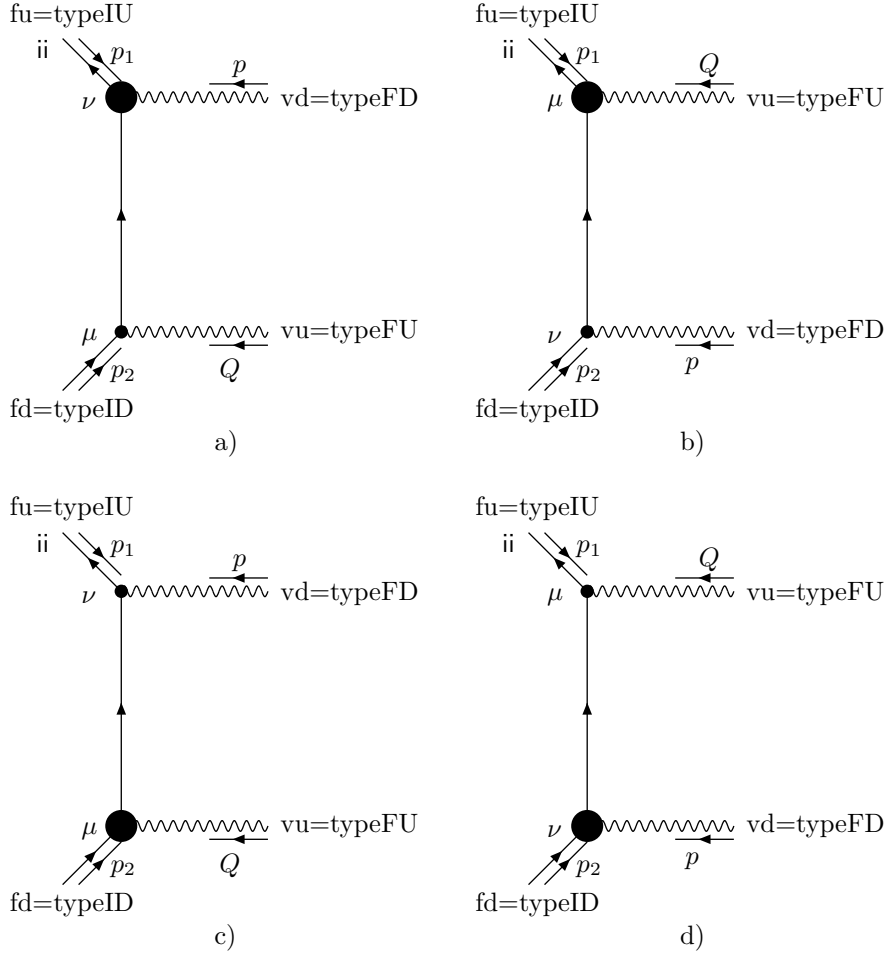 fu=typeIU fu=typeIU
ii p₁ p ii p₁ Q
ν vd=typeFD μ vu=typeFU
μ vu=typeFU ν vd=typeFD
p₂ Q p₂ p
fd=typeID fd=typeID
a) b)
fu=typeIU fu=typeIU
ii p₁ p ii p₁ Q
ν vd=typeFD μ vu=typeFU
μ vu=typeFU ν vd=typeFD
p₂ Q p₂ p
fd=typeID fd=typeID
c) d)